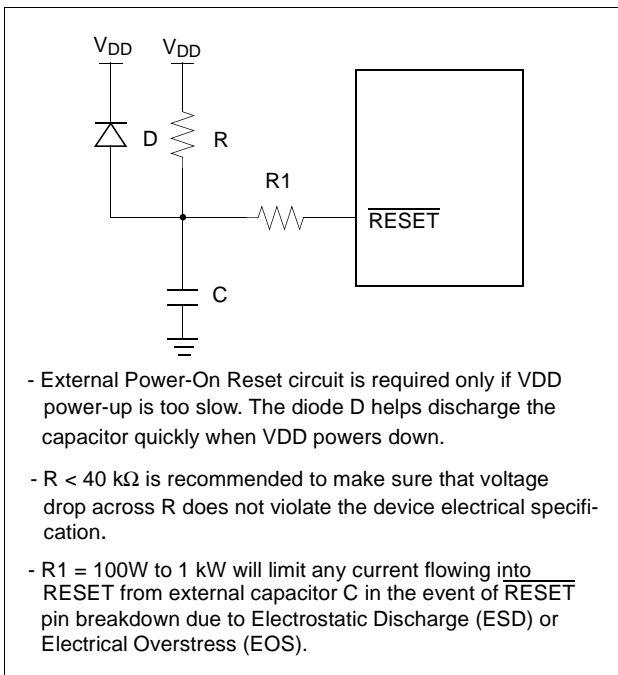 VDD VDD
D R
R1
RESET
C
- External Power-On Reset circuit is required only if VDD
power-up is too slow. The diode D helps discharge the
capacitor quickly when VDD powers down.
- R < 40 kΩ is recommended to make sure that voltage
drop across R does not violate the device electrical specifi-
cation.
- R1 = 100W to 1 kW will limit any current flowing into
RESET from external capacitor C in the event of RESET
pin breakdown due to Electrostatic Discharge (ESD) or
Electrical Overstress (EOS).